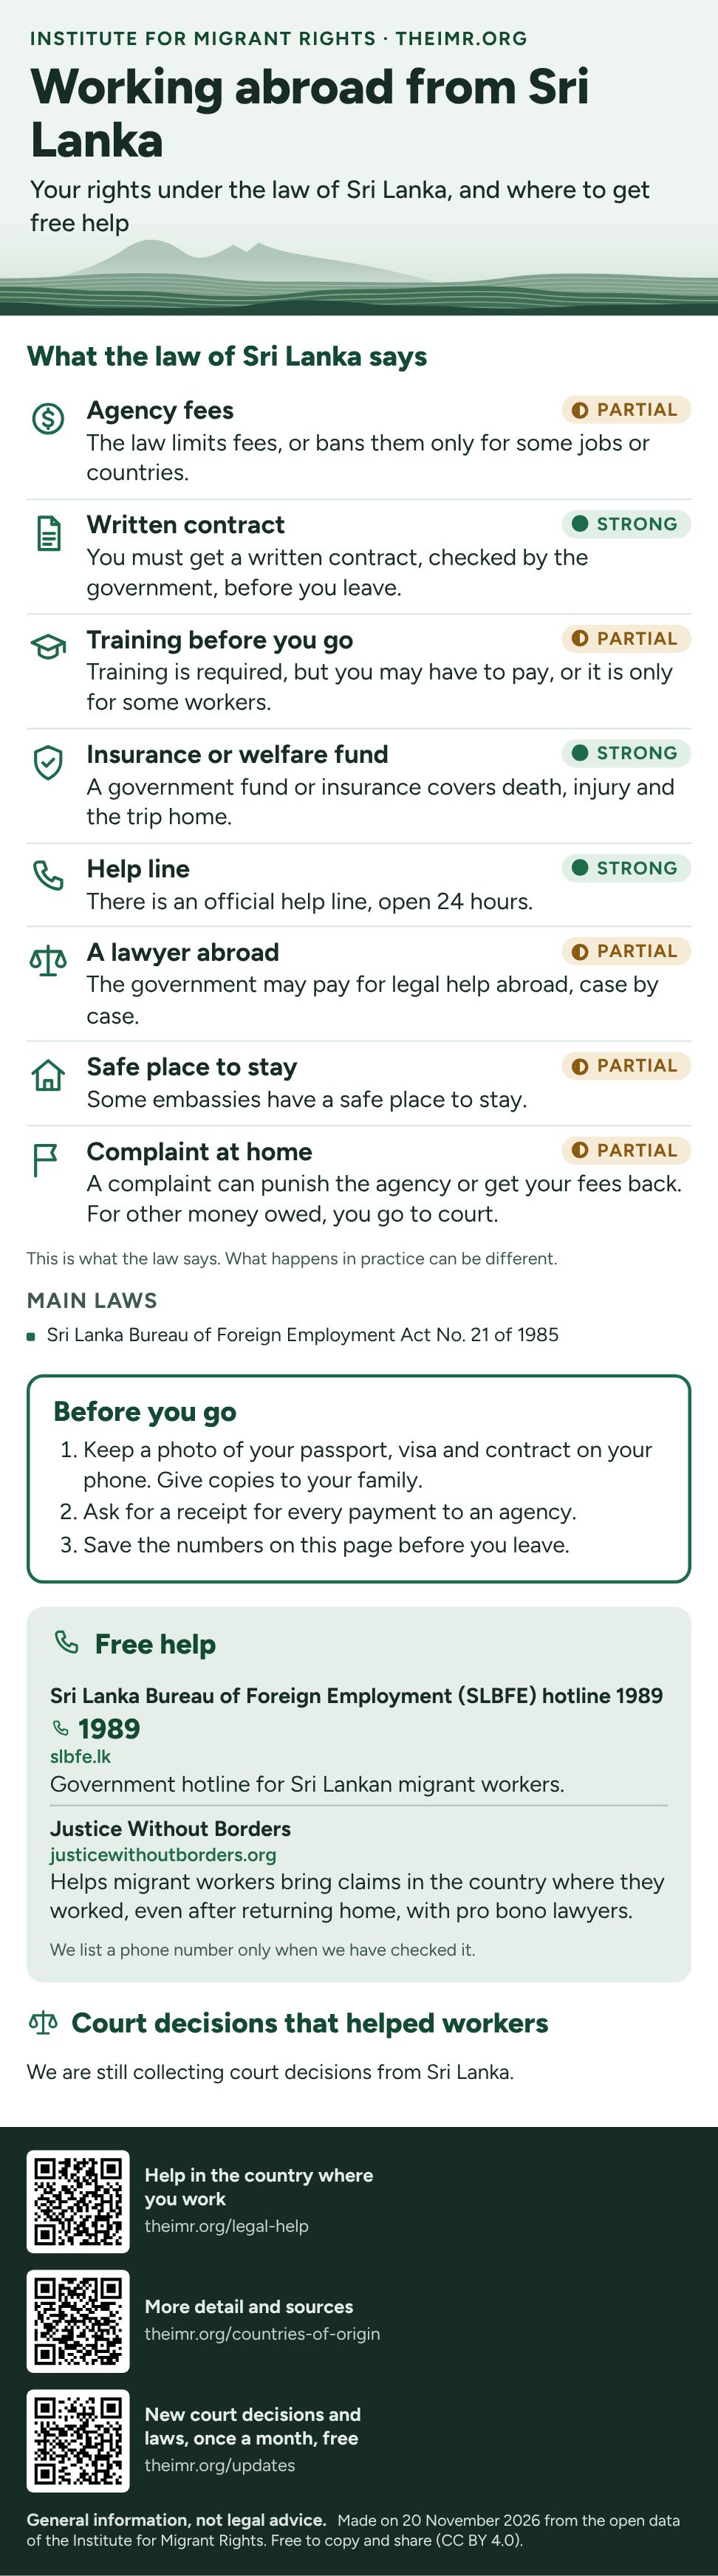 INSTITUTE FOR MIGRANT RIGHTS · THEIMR.ORG
Working abroad from Sri
Lanka
Your rights under the law of Sri Lanka, and where to get
free help
What the law of Sri Lanka says
Agency fees
PARTIAL
The law limits fees, or bans them only for some jobs or
countries.
Written contract
STRONG
You must get a written contract, checked by the
government, before you leave.
Training before you go
PARTIAL
Training is required, but you may have to pay, or it is only
for some workers.
Insurance or welfare fund
STRONG
A government fund or insurance covers death, injury and
the trip home.
Help line
STRONG
There is an official help line, open 24 hours.
A lawyer abroad
PARTIAL
The government may pay for legal help abroad, case by
case.
Safe place to stay
PARTIAL
Some embassies have a safe place to stay.
Complaint at home
PARTIAL
A complaint can punish the agency or get your fees back.
For other money owed, you go to court.
This is what the law says. What happens in practice can be different.
MAIN LAWS
Sri Lanka Bureau of Foreign Employment Act No. 21 of 1985
Before you go
1. Keep a photo of your passport, visa and contract on your
phone. Give copies to your family.
2. Ask for a receipt for every payment to an agency.
3. Save the numbers on this page before you leave.
Free help
Sri Lanka Bureau of Foreign Employment (SLBFE) hotline 1989
1989
slbfe.lk
Government hotline for Sri Lankan migrant workers.
Justice Without Borders
justicewithoutborders.org
Helps migrant workers bring claims in the country where they
worked, even after returning home, with pro bono lawyers.
We list a phone number only when we have checked it.
Court decisions that helped workers
We are still collecting court decisions from Sri Lanka.
Help in the country where
you work
theimr.org/legal-help
More detail and sources
theimr.org/countries-of-origin
New court decisions and
laws, once a month, free
theimr.org/updates
General information, not legal advice. Made on 20 November 2026 from the open data
of the Institute for Migrant Rights. Free to copy and share (CC BY 4.0).